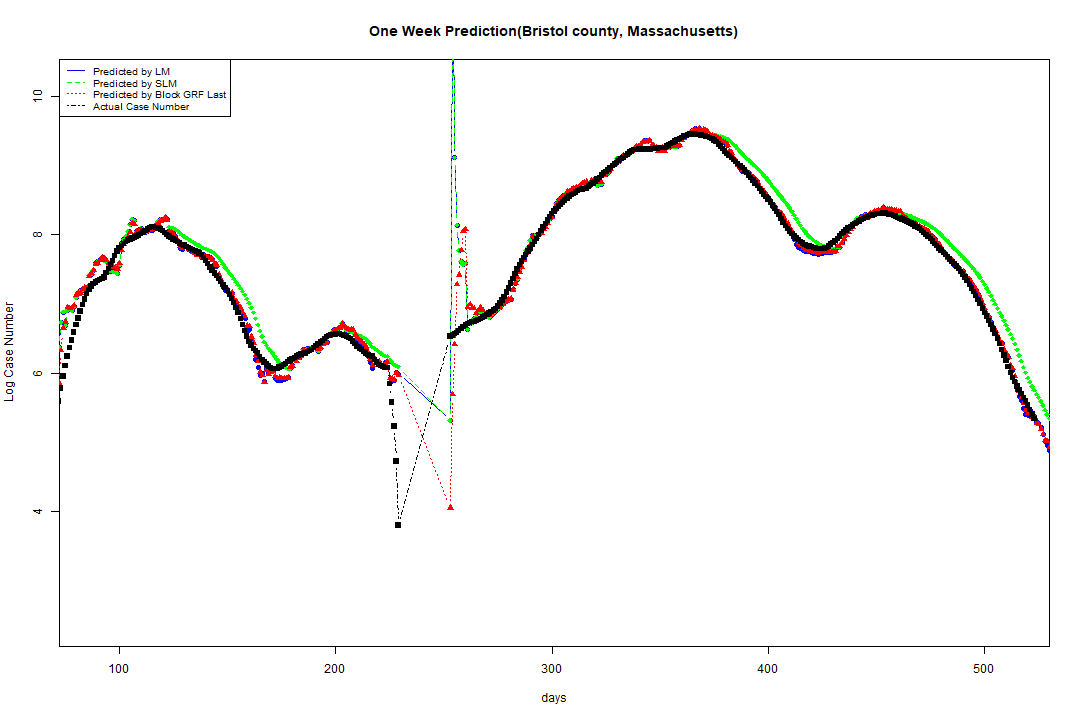 One Week Prediction(Bristol county, Massachusetts)
Predicted by LM
Predicted by SLM
Predicted by Block GRF Last
Actual Case Number
10
8
6
4
Log Case Number
100 200 300 400 500
days